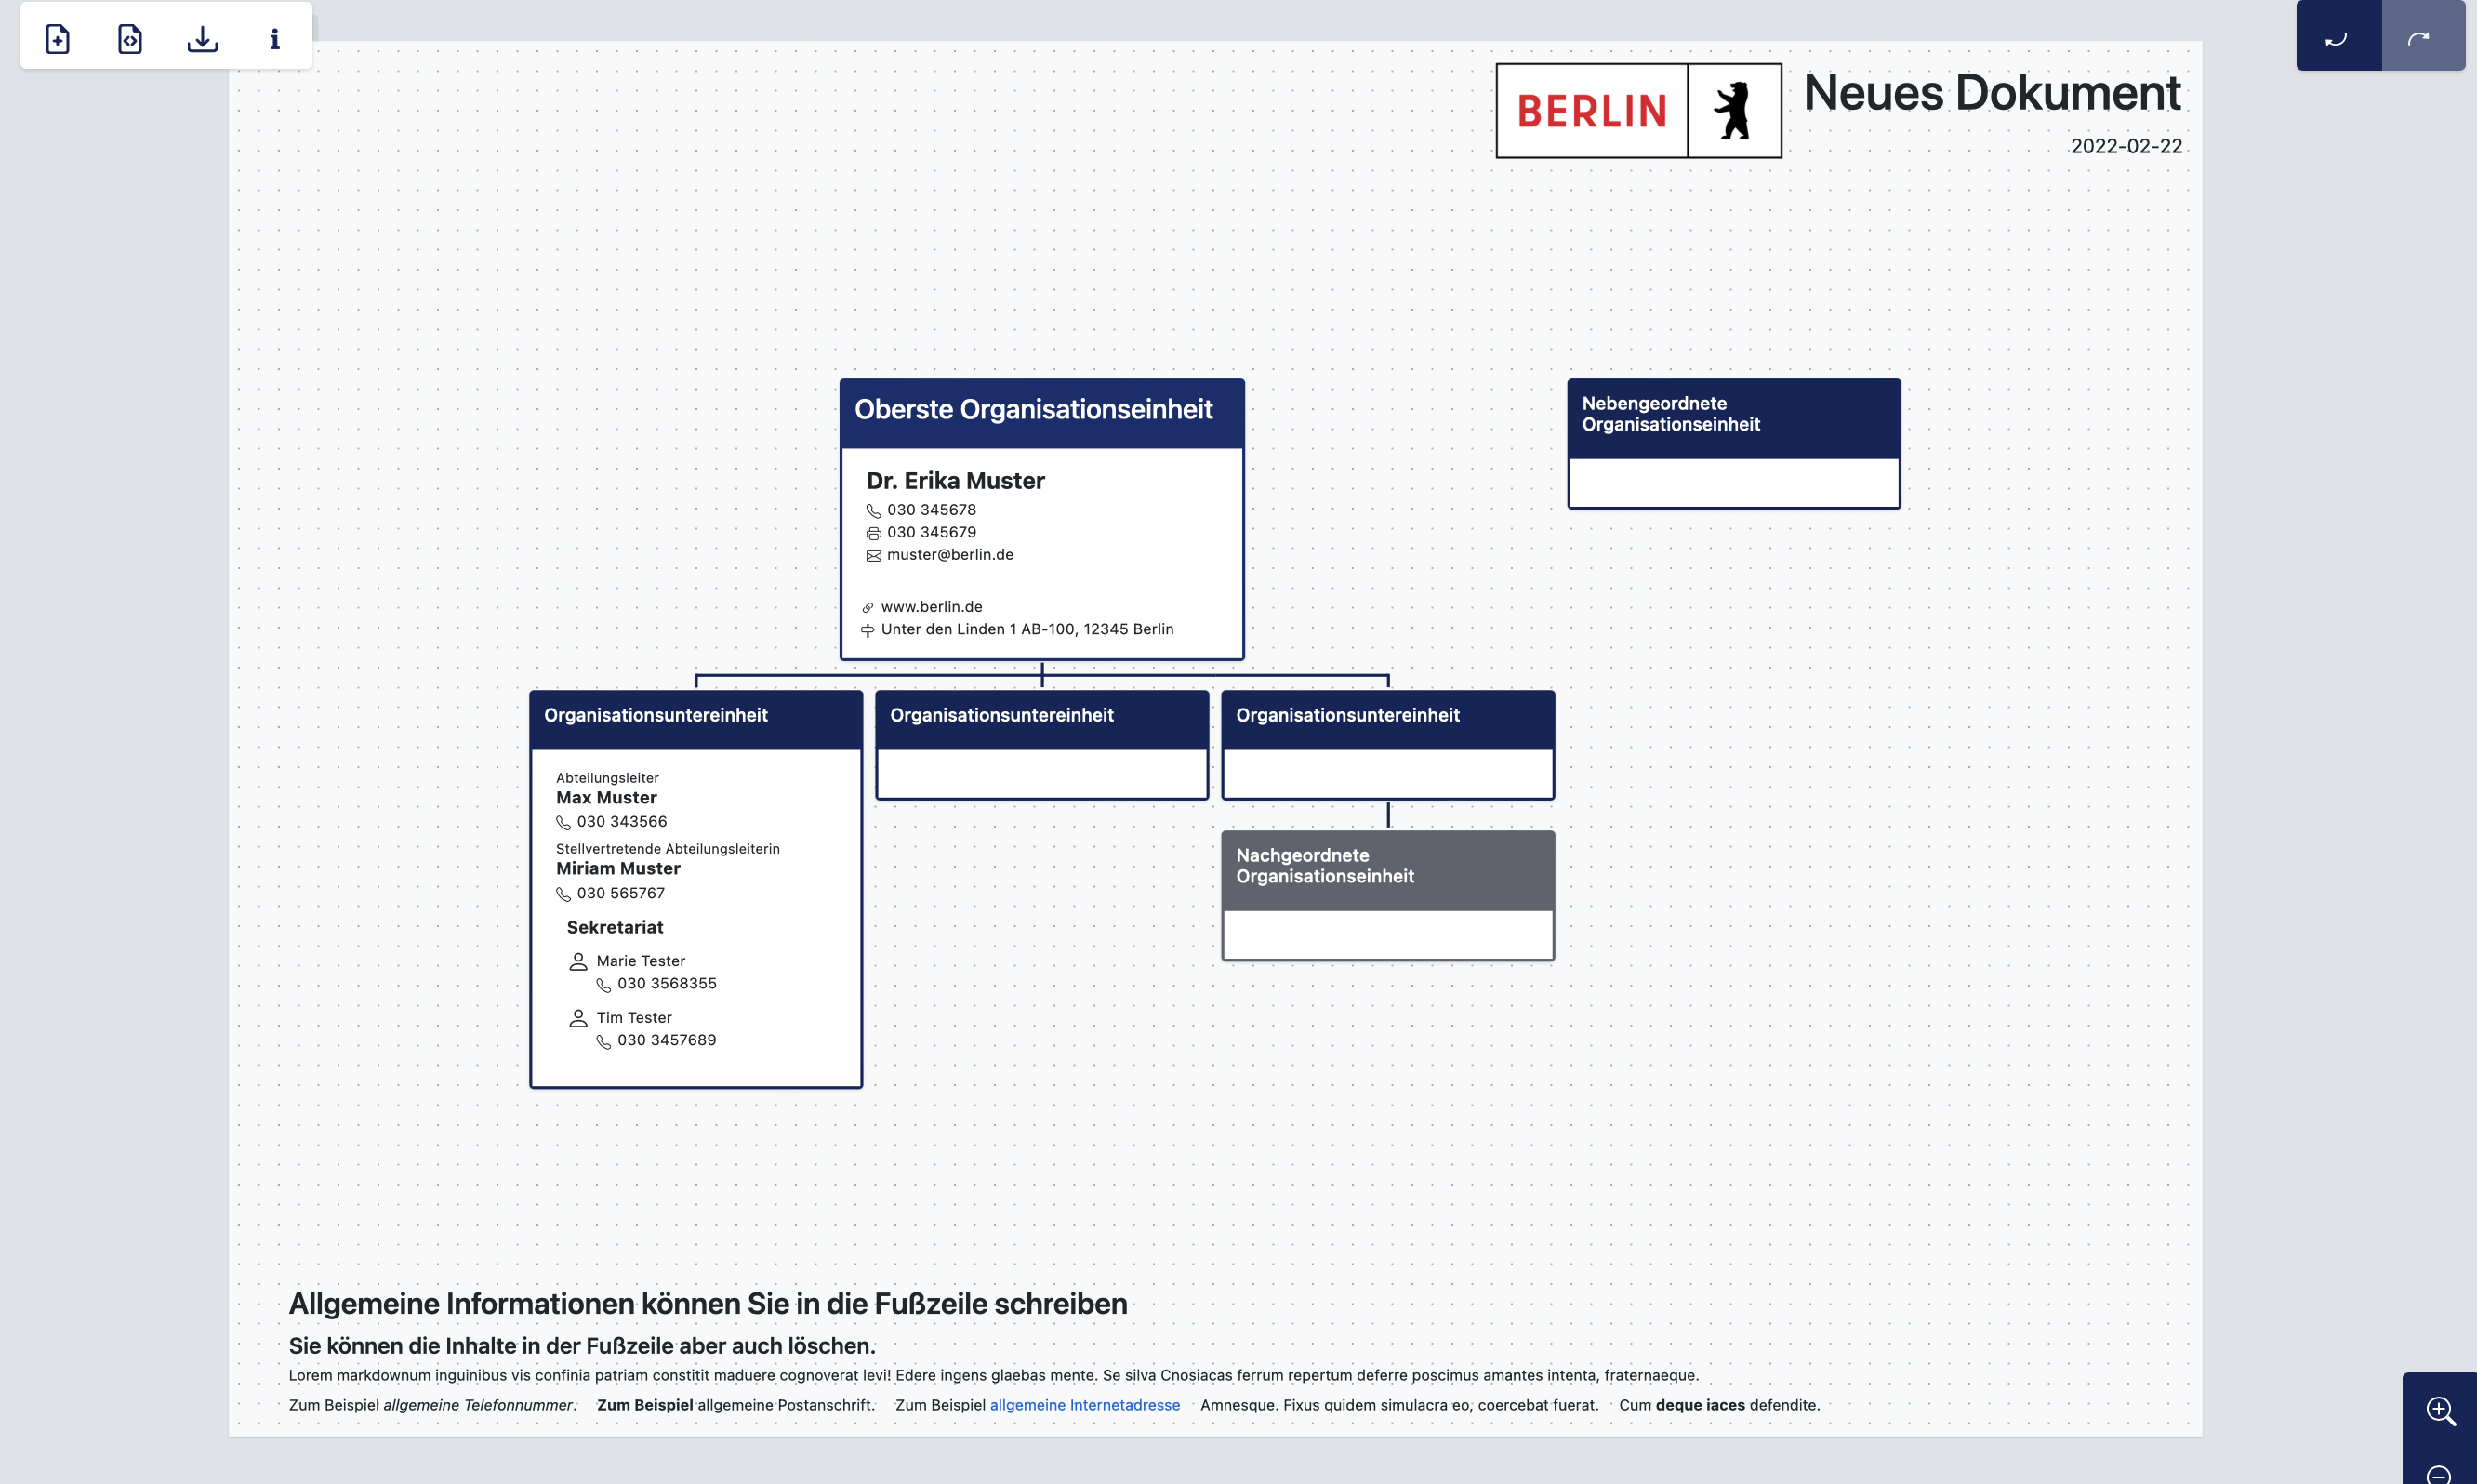 BERLIN
Neues Dokument
2022-02-22
Oberste Organisationseinheit
Dr. Erika Muster
030 345678
030 345679
muster@berlin.de
www.berlin.de
Unter den Linden 1 AB-100, 12345 Berlin
Nebengeordnete
Organisationseinheit
Organisationsuntereinheit
Abteilungsleiter
Max Muster
030 343566
Stellvertretende Abteilungsleiterin
Miriam Muster
030 565767
Sekretariat
Marie Tester
030 3568355
Tim Tester
030 3457689
Organisationsuntereinheit
Organisationsuntereinheit
Nachgeordnete
Organisationseinheit
Allgemeine Informationen können Sie in die Fußzeile schreiben
Sie können die Inhalte in der Fußzeile aber auch löschen.
Lorem markdownum inguinibus vis confinia patriam constitit maduere cognoverat levi! Edere ingens glaebas mente. Se silva Cnosiacas ferrum repertum deferre poscimus amantes intenta, fraternaeque.
Zum Beispiel allgemeine Telefonnummer. Zum Beispiel allgemeine Postanschrift. Zum Beispiel allgemeine Internetadresse Amnesque. Fixus quidem simulacra eo, coercebat fuerat. Cum deque iaces defendite.